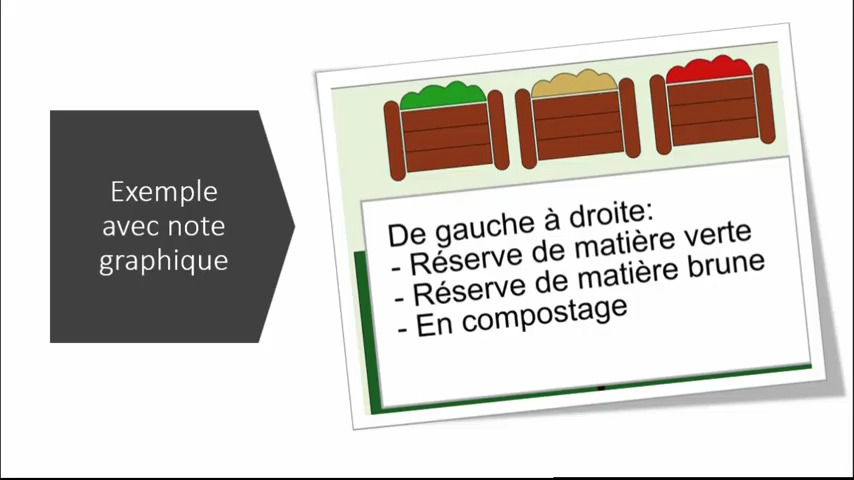 Exemple
avec note
graphique
De gauche à droite:
- Réserve de matière verte
- Réserve de matière brune
- En compostage